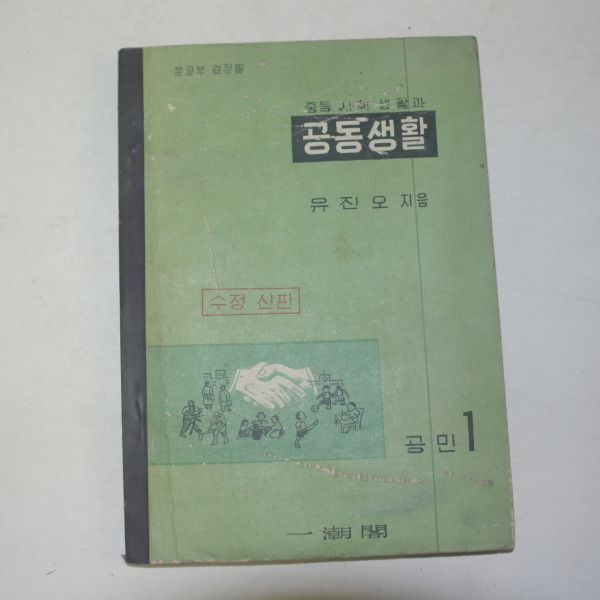 문교부 검정필
중등 사회 생활과
공동생활
유진오 지음
수정 신판
공민 1
一潮閣